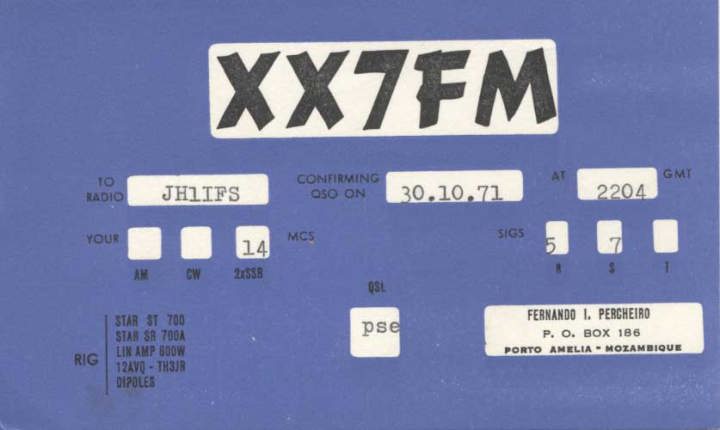 XX7FM
TO RADIO JH1IFS CONFIRMING QSO ON 30.10.71 AT 2204 GMT
YOUR 14 MCS SIGS 5 7
AM CW 2xSSB R S T
QSL
pse
RIG
STAR ST 700
STAR SR 700A
LIN AMP 600W
12AVQ - TH3JR
DIPOLES
FERNANDO I. PERCHEIRO
P. O. BOX 186
PORTO AMELIA - MOZAMBIQUE